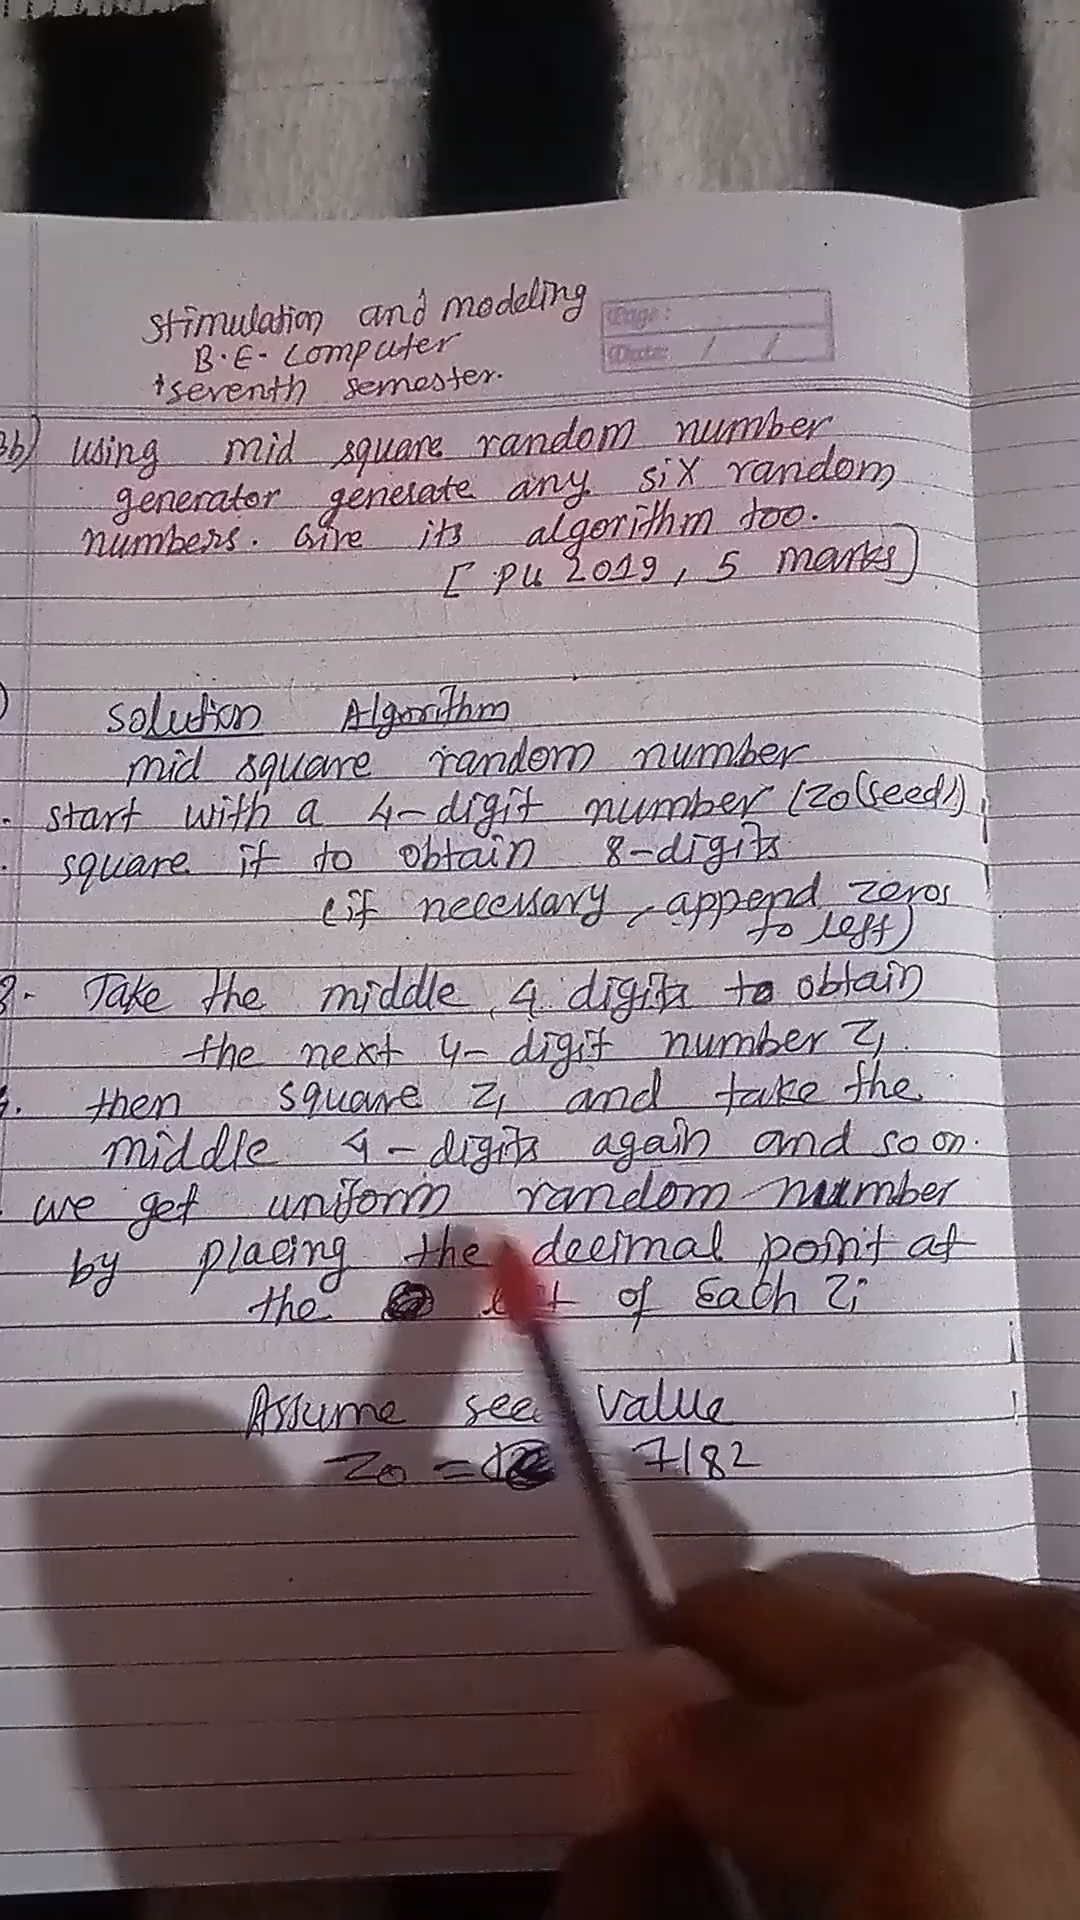 Stimulation and modeling
B.E- Computer
seventh semester.
Page:
Date: / /
3b) Using mid square random number
generator generate any six random
numbers. Give its algorithm too.
[ PU 2019, 5 marks]
Solution Algorithm
mid square random number
start with a 4-digit number (Z0(seed))
square it to obtain 8-digits
(if necessary, append zeros
to left)
3- Take the middle 4 digits to obtain
the next 4-digit number Z1
then square Z1 and take the
middle 4-digits again and so on.
we get uniform random number
by placing the decimal point at
the of Each Zi
Assume value
Z0 = 7182